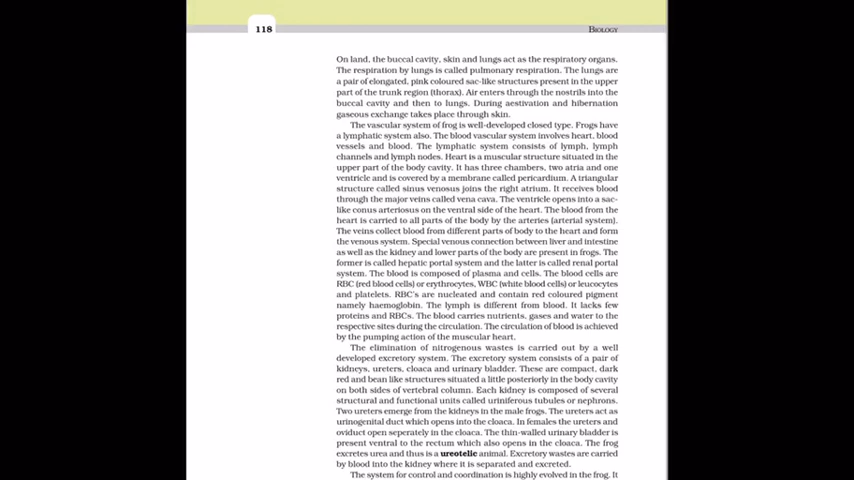 118
BIOLOGY
On land, the buccal cavity, skin and lungs act as the respiratory organs.
The respiration by lungs is called pulmonary respiration. The lungs are
a pair of elongated, pink coloured sac-like structures present in the upper
part of the trunk region (thorax). Air enters through the nostrils into the
buccal cavity and then to lungs. During aestivation and hibernation
gaseous exchange takes place through skin.
The vascular system of frog is well-developed closed type. Frogs have
a lymphatic system also. The blood vascular system involves heart, blood
vessels and blood. The lymphatic system consists of lymph, lymph
channels and lymph nodes. Heart is a muscular structure situated in the
upper part of the body cavity. It has three chambers, two atria and one
ventricle and is covered by a membrane called pericardium. A triangular
structure called sinus venosus joins the right atrium. It receives blood
through the major veins called vena cava. The ventricle opens into a sac-
like conus arteriosus on the ventral side of the heart. The blood from the
heart is carried to all parts of the body by the arteries (arterial system).
The veins collect blood from different parts of body to the heart and form
the venous system. Special venous connection between liver and intestine
as well as the kidney and lower parts of the body are present in frogs. The
former is called hepatic portal system and the latter is called renal portal
system. The blood is composed of plasma and cells. The blood cells are
RBC (red blood cells) or erythrocytes, WBC (white blood cells) or leucocytes
and platelets. RBC's are nucleated and contain red coloured pigment
namely haemoglobin. The lymph is different from blood. It lacks few
proteins and RBCs. The blood carries nutrients, gases and water to the
respective sites during the circulation. The circulation of blood is achieved
by the pumping action of the muscular heart.
The elimination of nitrogenous wastes is carried out by a well
developed excretory system. The excretory system consists of a pair of
kidneys, ureters, cloaca and urinary bladder. These are compact, dark
red and bean like structures situated a little posteriorly in the body cavity
on both sides of vertebral column. Each kidney is composed of several
structural and functional units called uriniferous tubules or nephrons.
Two ureters emerge from the kidneys in the male frogs. The ureters act as
urinogenital duct which opens into the cloaca. In females the ureters and
oviduct open seperately in the cloaca. The thin-walled urinary bladder is
present ventral to the rectum which also opens in the cloaca. The frog
excretes urea and thus is a ureotelic animal. Excretory wastes are carried
by blood into the kidney where it is separated and excreted.
The system for control and coordination is highly evolved in the frog. It